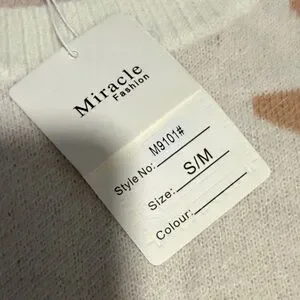 Miracle
Fashion
Style No: M9101#
Size: S/M
Colour: